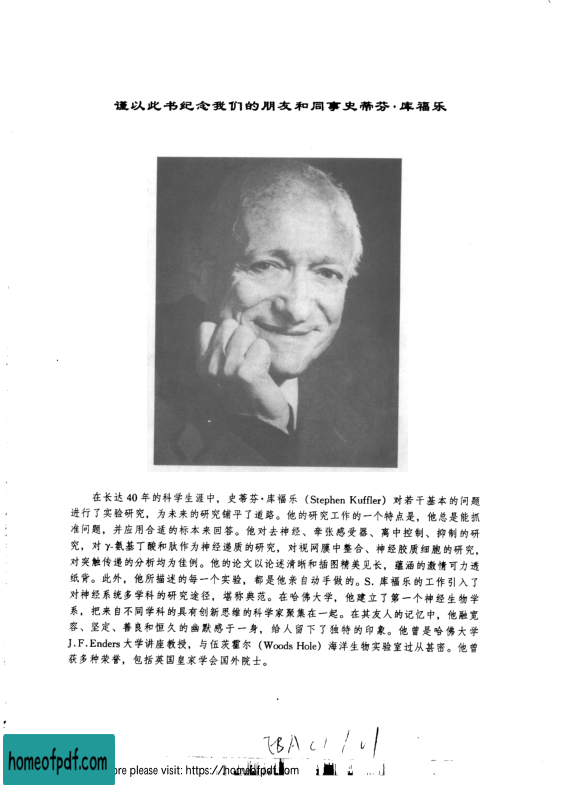 谨以此书纪念我们的朋友和同事史蒂芬·库福乐
在长达 40 年的科学生涯中，史蒂芬·库福乐（Stephen Kuffler）对若干基本的问题
进行了实验研究，为未来的研究铺平了道路。他的研究工作的一个特点是，他总是能抓
准问题，并应用合适的标本来回答。他对去神经、牵张感受器、离中控制、抑制的研
究，对 γ-氨基丁酸和肽作为神经递质的研究，对视网膜中整合、神经胶质细胞的研究，
对突触传递的分析均为佳例。他的论文以论述清晰和插图精美见长，蕴涵的激情可力透
纸背。此外，他所描述的每一个实验，都是他亲自动手做的。S. 库福乐的工作引入了
对神经系统多学科的研究途径，堪称典范。在哈佛大学，他建立了第一个神经生物学
系，把来自不同学科的具有创新思维的科学家聚集在一起。在其友人的记忆中，他融宽
容、坚定、善良和恒久的幽默感于一身，给人留下了独特的印象。他曾是哈佛大学
J.F.Enders 大学讲座教授，与伍茨霍尔（Woods Hole）海洋生物实验室过从甚密。他曾
获多种荣誉，包括英国皇家学会国外院士。
homeofpdf.com
ore please visit: https://homeofpdf.com